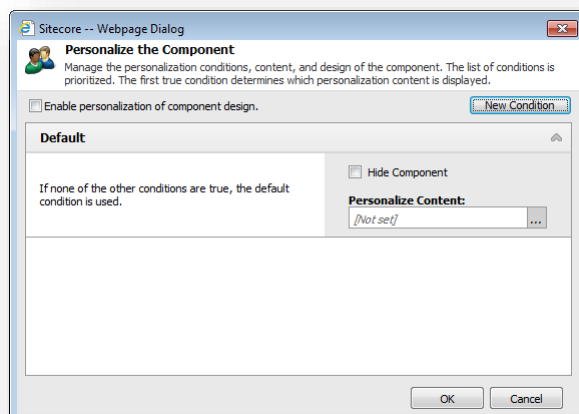 Sitecore -- Webpage Dialog
Personalize the Component
Manage the personalization conditions, content, and design of the component. The list of conditions is
prioritized. The first true condition determines which personalization content is displayed.
Enable personalization of component design.
New Condition
Default
If none of the other conditions are true, the default
condition is used.
Hide Component
Personalize Content:
[Not set]
...
OK
Cancel